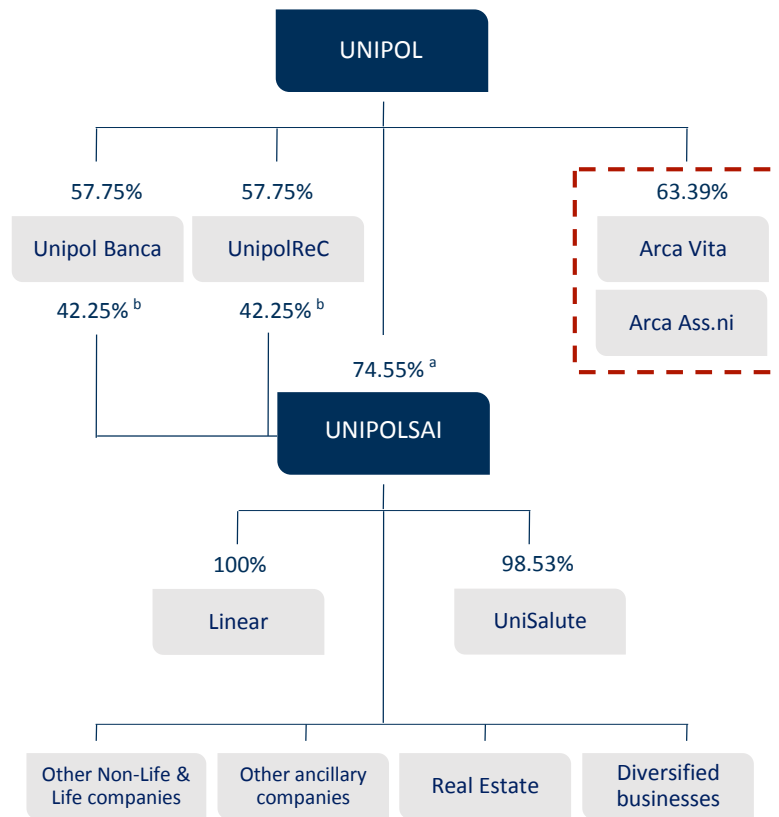 UNIPOL
57.75%
57.75%
63.39%
Unipol Banca
UnipolReC
Arca Vita
42.25% b
42.25% b
Arca Ass.ni
74.55% a
UNIPOLSAI
100%
98.53%
Linear
UniSalute
Other Non-Life &
Life companies
Other ancillary
companies
Real Estate
Diversified
businesses